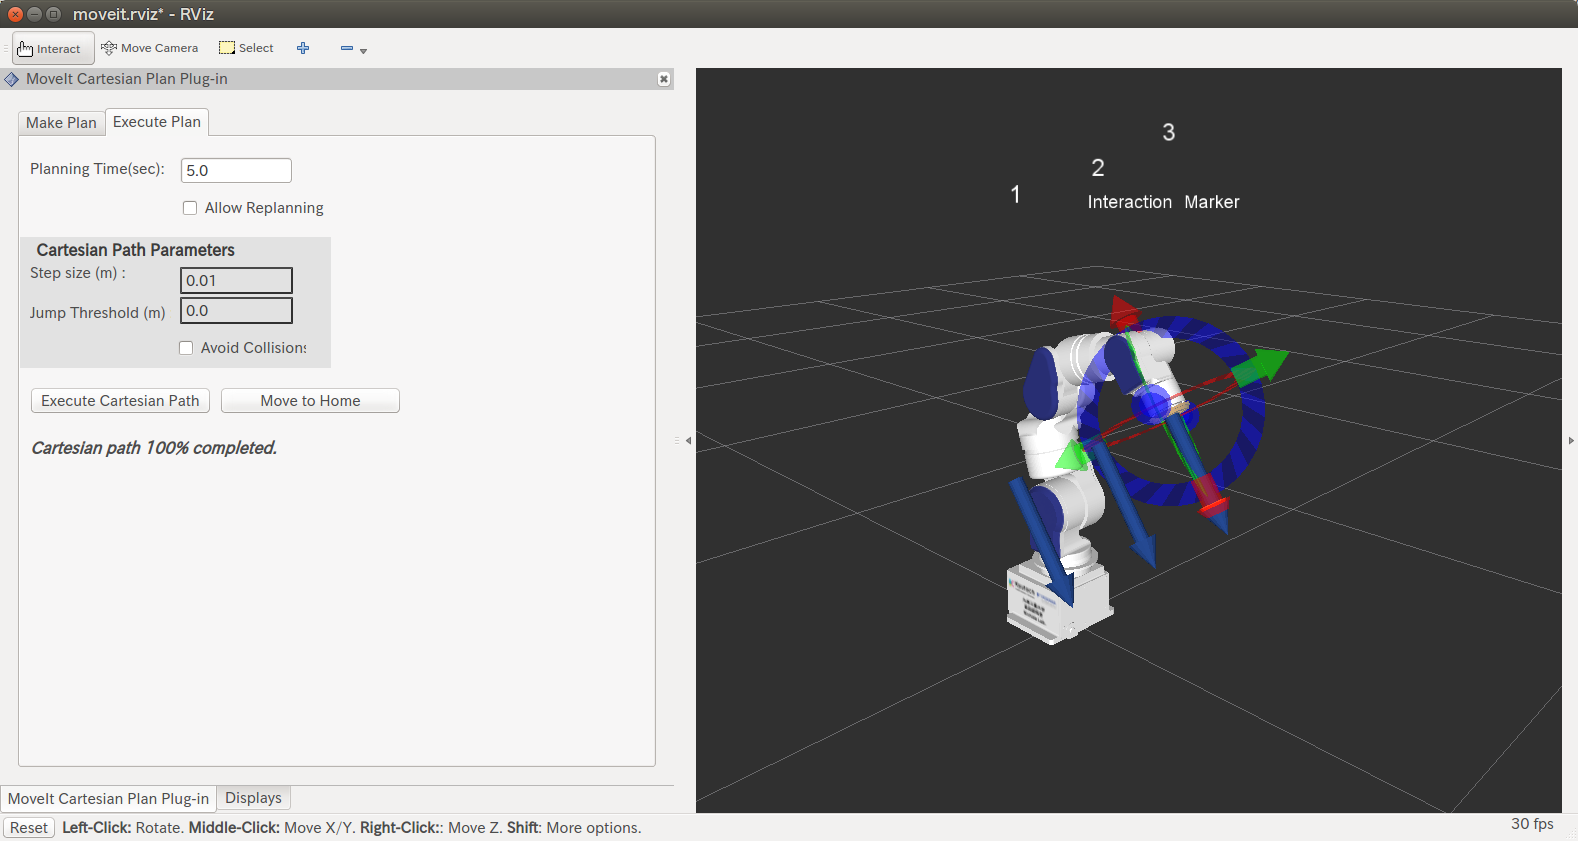 moveit.rviz* - RViz
Interact
Move Camera
Select
MoveIt Cartesian Plan Plug-in
Make Plan
Execute Plan
Planning Time(sec):
5.0
Allow Replanning
Cartesian Path Parameters
Step size (m) :
0.01
Jump Threshold (m)
0.0
Avoid Collisions
Execute Cartesian Path
Move to Home
Cartesian path 100% completed.
3
2
1
Interaction Marker
MoveIt Cartesian Plan Plug-in
Displays
Reset
Left-Click: Rotate. Middle-Click: Move X/Y. Right-Click:: Move Z. Shift: More options.
30 fps